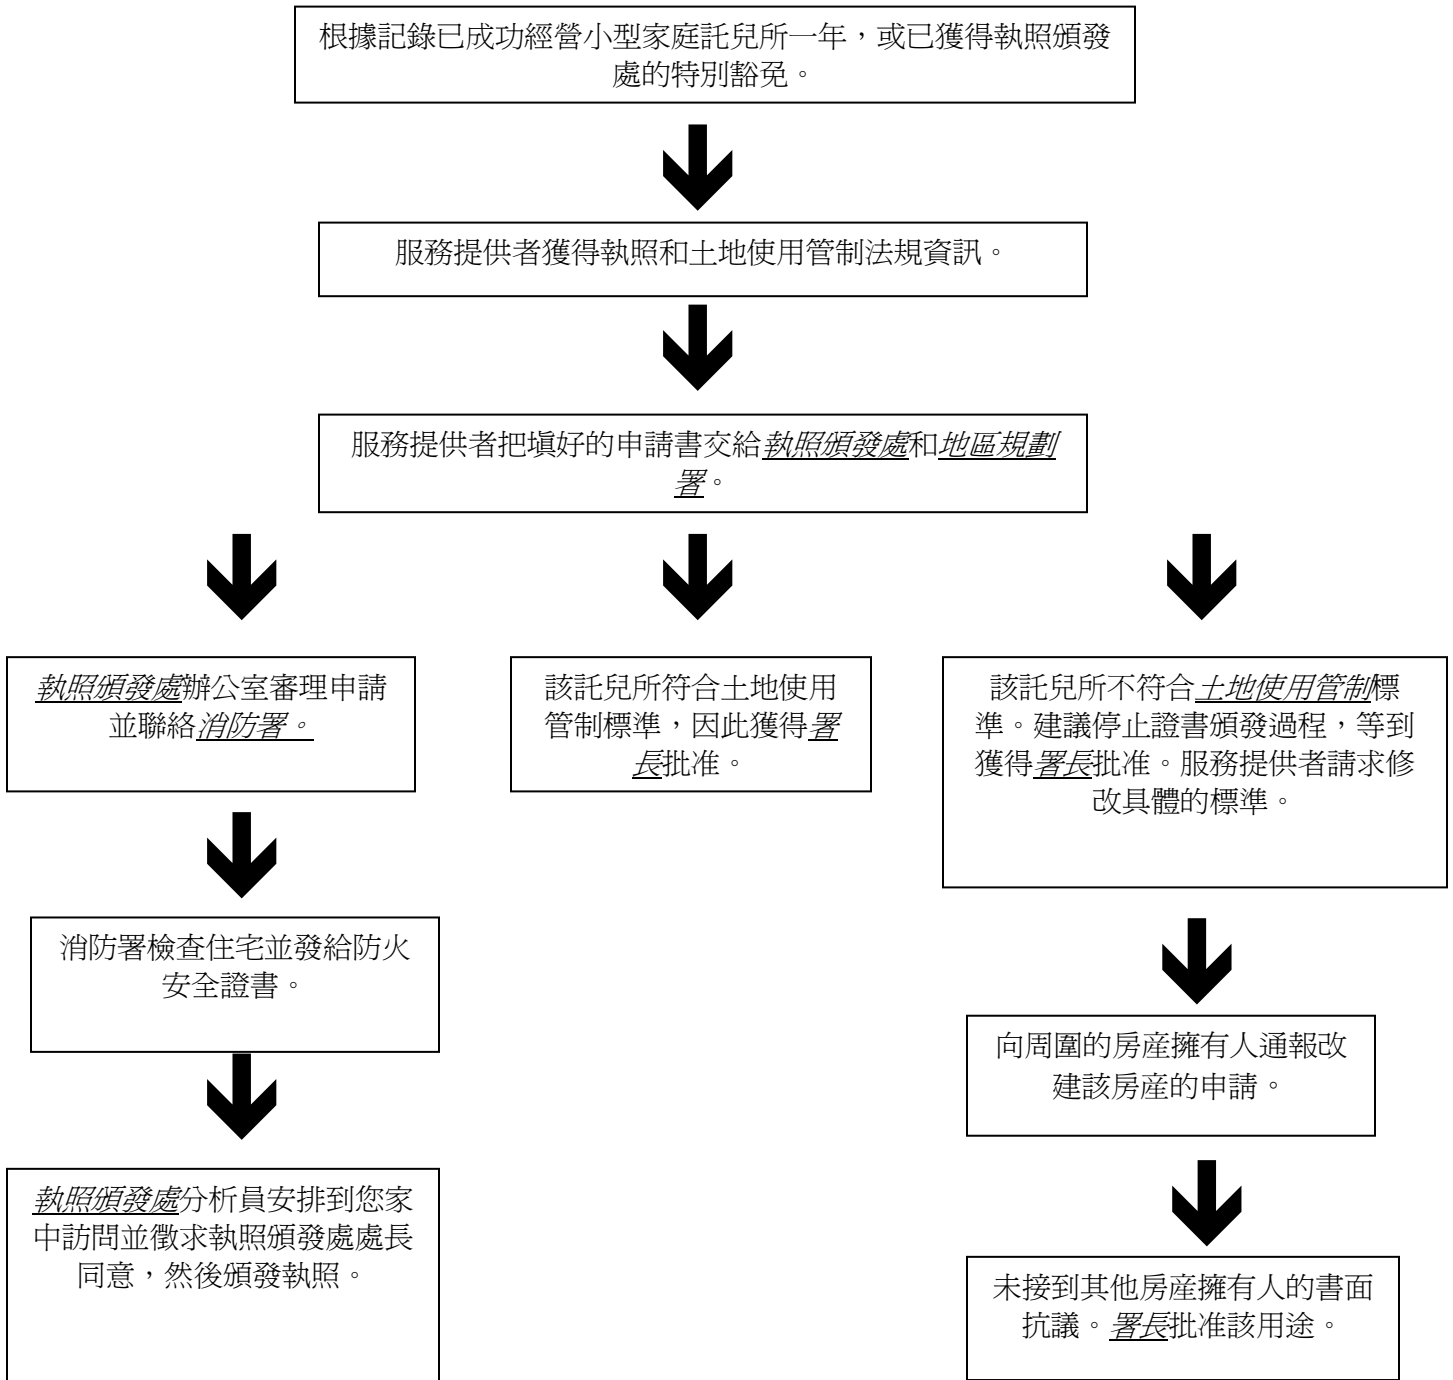 根據記錄已成功經營小型家庭託兒所一年，或已獲得執照頒發
處的特別豁免。
服務提供者獲得執照和土地使用管制法規資訊。
服務提供者把填好的申請書交給執照頒發處和地區規劃
署。
執照頒發處辦公室審理申請
並聯絡消防署。
該託兒所符合土地使用
管制標準，因此獲得署
長批准。
該託兒所不符合土地使用管制標
準。建議停止證書頒發過程，等到
獲得署長批准。服務提供者請求修
改具體的標準。
消防署檢查住宅並發給防火
安全證書。
向周圍的房産擁有人通報改
建該房産的申請。
執照頒發處分析員安排到您家
中訪問並徵求執照頒發處處長
同意，然後頒發執照。
未接到其他房産擁有人的書面
抗議。署長批准該用途。